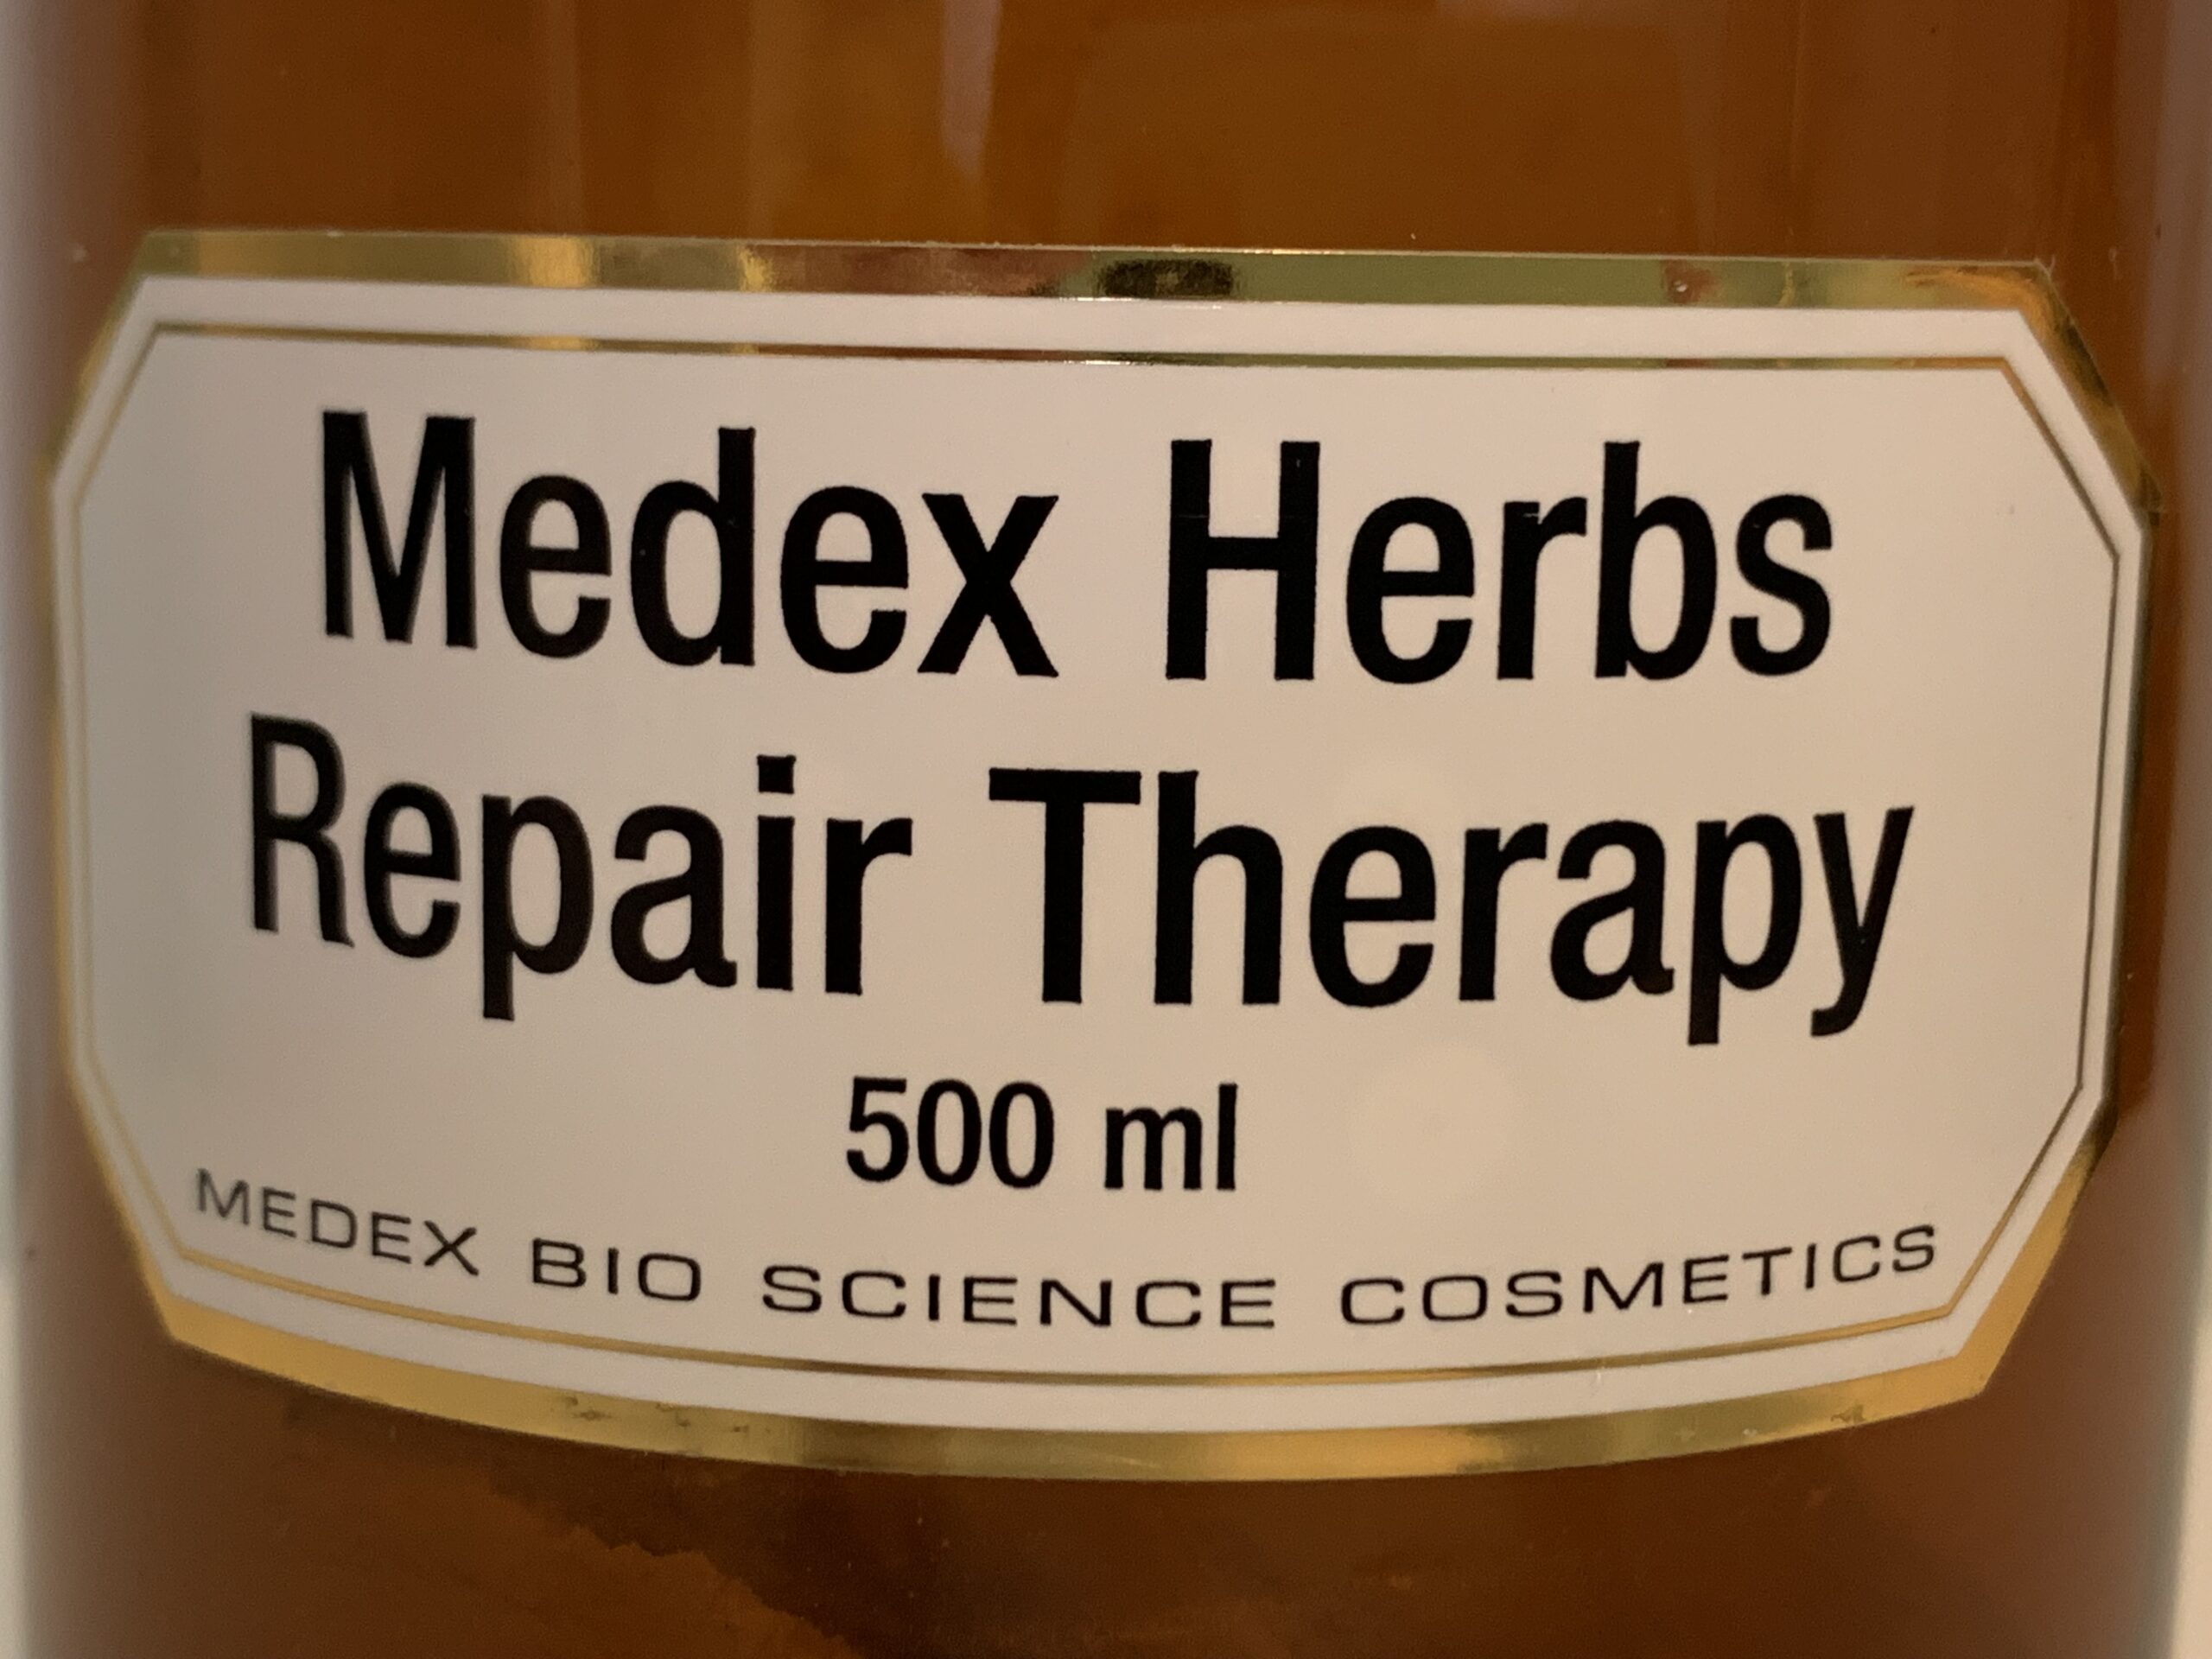 Medex Herbs
Repair Therapy
500 ml
MEDEX BIO SCIENCE COSMETICS